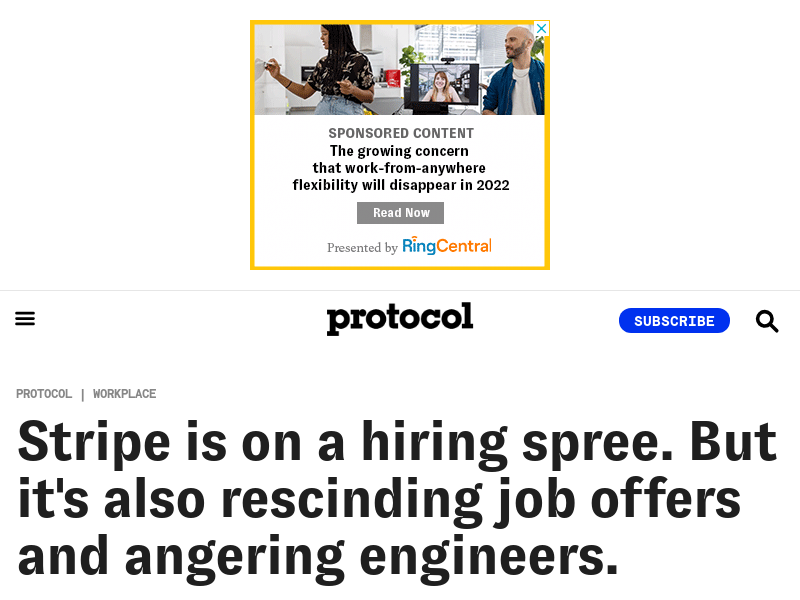 SPONSORED CONTENT
The growing concern
that work-from-anywhere
flexibility will disappear in 2022
Read Now
Presented by RingCentral
protocol
SUBSCRIBE
PROTOCOL | WORKPLACE
Stripe is on a hiring spree. But
it's also rescinding job offers
and angering engineers.